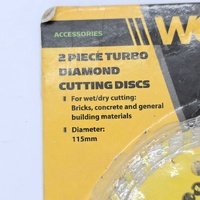 ACCESSORIES
WO
2 PIECE TURBO
DIAMOND
CUTTING DISCS
For wet/dry cutting:
Bricks, concrete and general
building materials
Diameter:
115mm